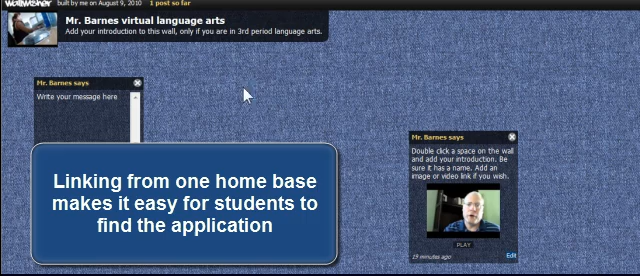 wallwisher built by me on August 9, 2010 1 post so far
Mr. Barnes virtual language arts
Add your introduction to this wall, only if you are in 3rd period language arts.
Mr. Barnes says
Write your message here
Mr. Barnes says
Double click a space on the wall
and add your introduction. Be
sure it has a name. Add an
image or video link if you wish.
PLAY
19 minutes ago Edit
Linking from one home base
makes it easy for students to
find the application